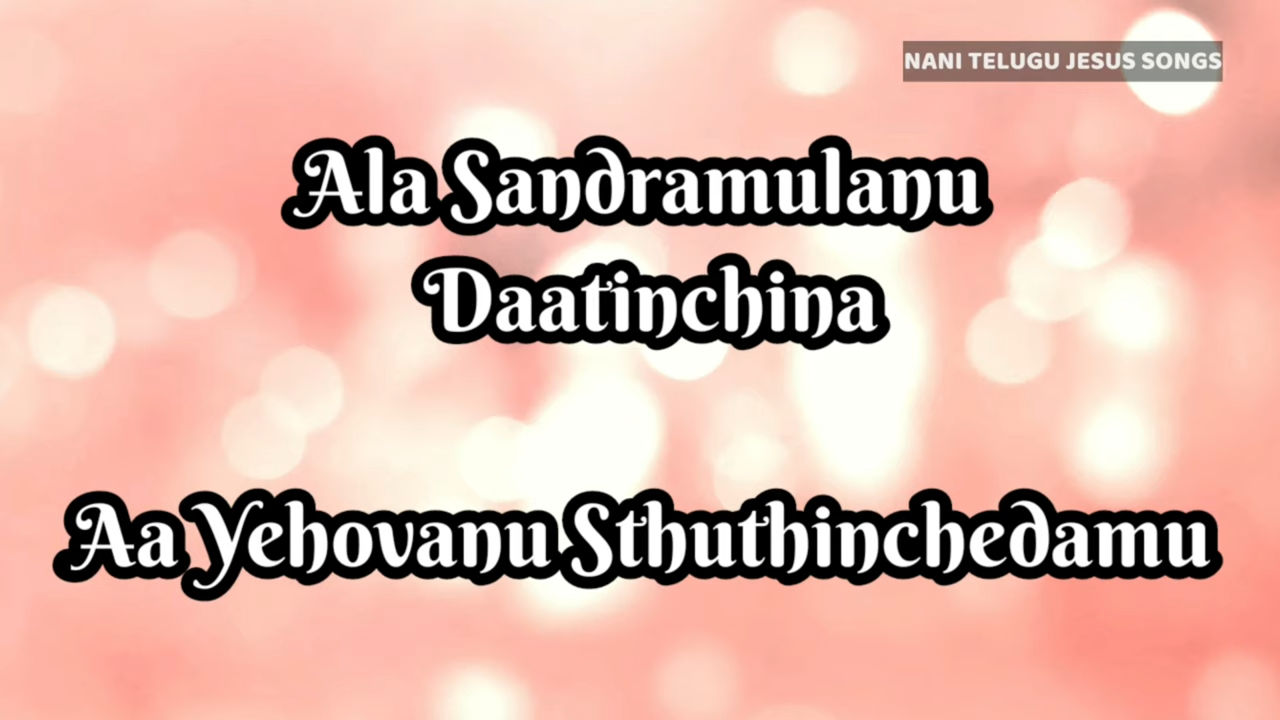 NANI TELUGU JESUS SONGS
Ala Sandramulanu
Daatinchina
Aa Yehovanu Sthuthinchedamu